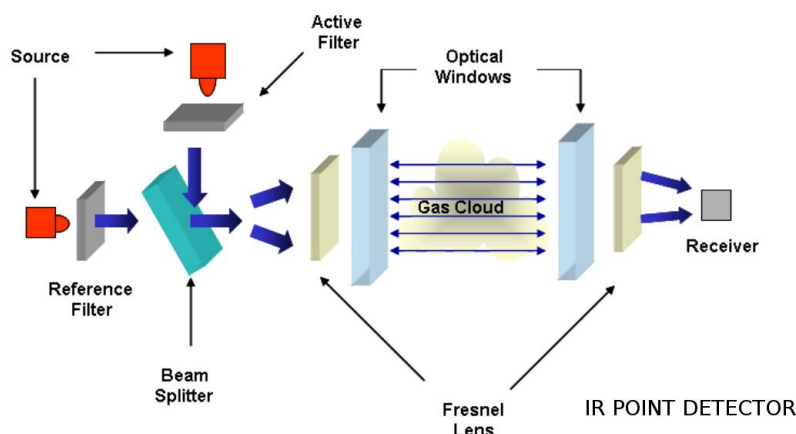 Active
Filter
Source
Optical
Windows
Gas Cloud
Receiver
Reference
Filter
Beam
Splitter
Fresnel
Lens
IR POINT DETECTOR